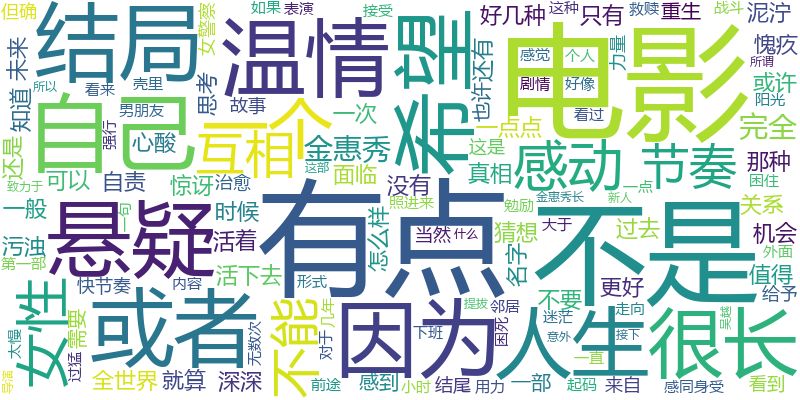 但确
女警察
如果
表演
接受
好几种
这种
只有
救赎
重生
战斗
泥泞
结局
温情
希望
电影
感觉
个人
力量
愧疚
所谓
剧情
好像
看过
阳光
或许
未来
知道
所以
看来
壳里
思考
故事
男朋友
强行
心酸
自己
互相
一个
一次
也许还有
一点点
完全
还是
金惠秀
这部
这是
感动
节奏
那种
致力于
可以
自责
惊讶
治愈
面临
没有
照进来
真相
金惠秀长
一点
困住
勉励
新人
关系
一般
一句
时候
有点
怎么样
当然
什么
猜想
大于
不是
过去
机会
污浊
悬疑
活着
名字
外面
第一部
快节奏
内容
活下去
形式
更好
值得
女性
或者
不能
因为
提拔
邻居
不要
走向
给予
人生
很长
太慢
需要
过猛
无数次
几年
对于
下班
困死
迷茫
意外
接下
吴越
导演
全世界
就算
深深
前途
感到
小时
结尾
用力
一部
起码
一直
来自
感同身受
看到